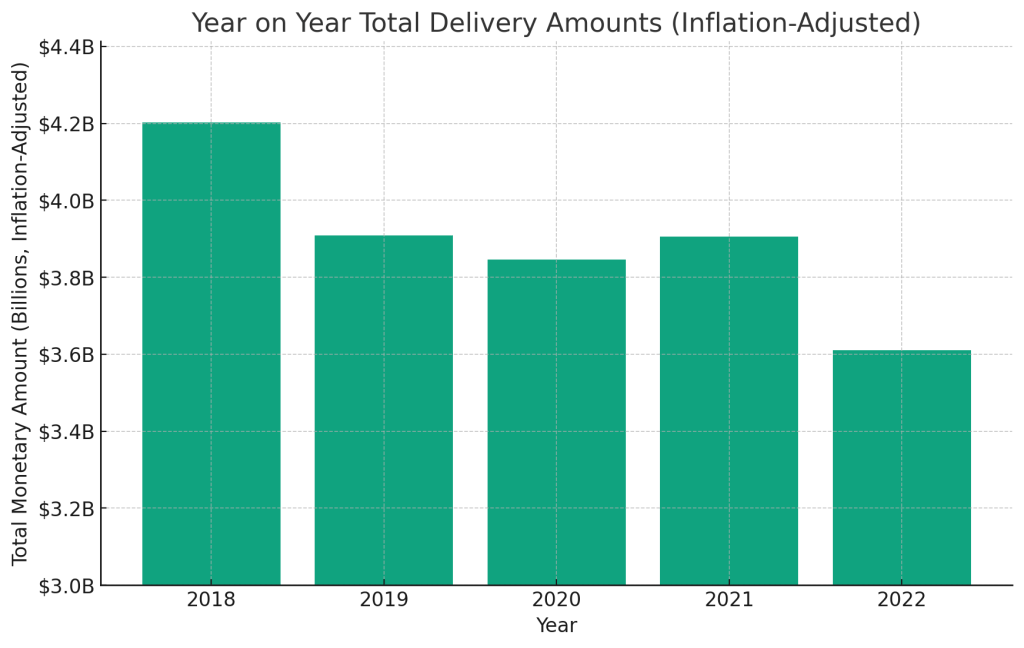 Year on Year Total Delivery Amounts (Inflation-Adjusted)
Total Monetary Amount (Billions, Inflation-Adjusted)
$4.4B
$4.2B
$4.0B
$3.8B
$3.6B
$3.4B
$3.2B
$3.0B
2018 2019 2020 2021 2022
Year